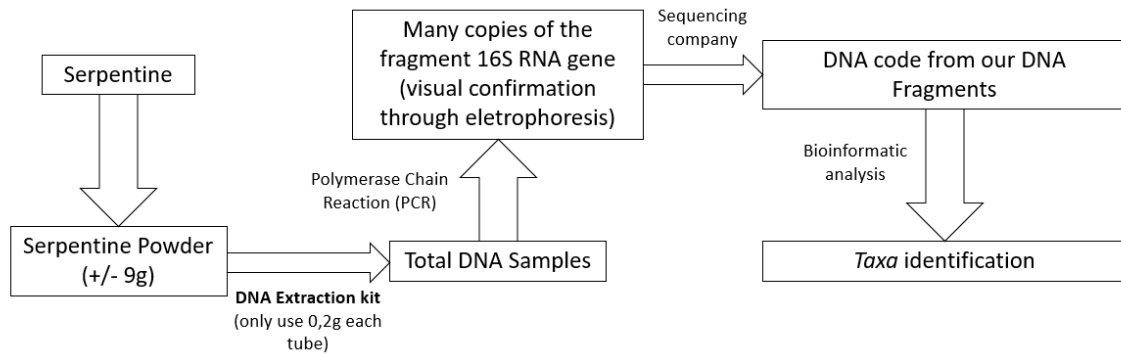 Serpentine
Serpentine Powder
(+/- 9g)
DNA Extraction kit
(only use 0,2g each
tube)
Total DNA Samples
Polymerase Chain
Reaction (PCR)
Many copies of the
fragment 16S RNA gene
(visual confirmation
through eletrophoresis)
Sequencing
company
DNA code from our DNA
Fragments
Bioinformatic
analysis
Taxa identification